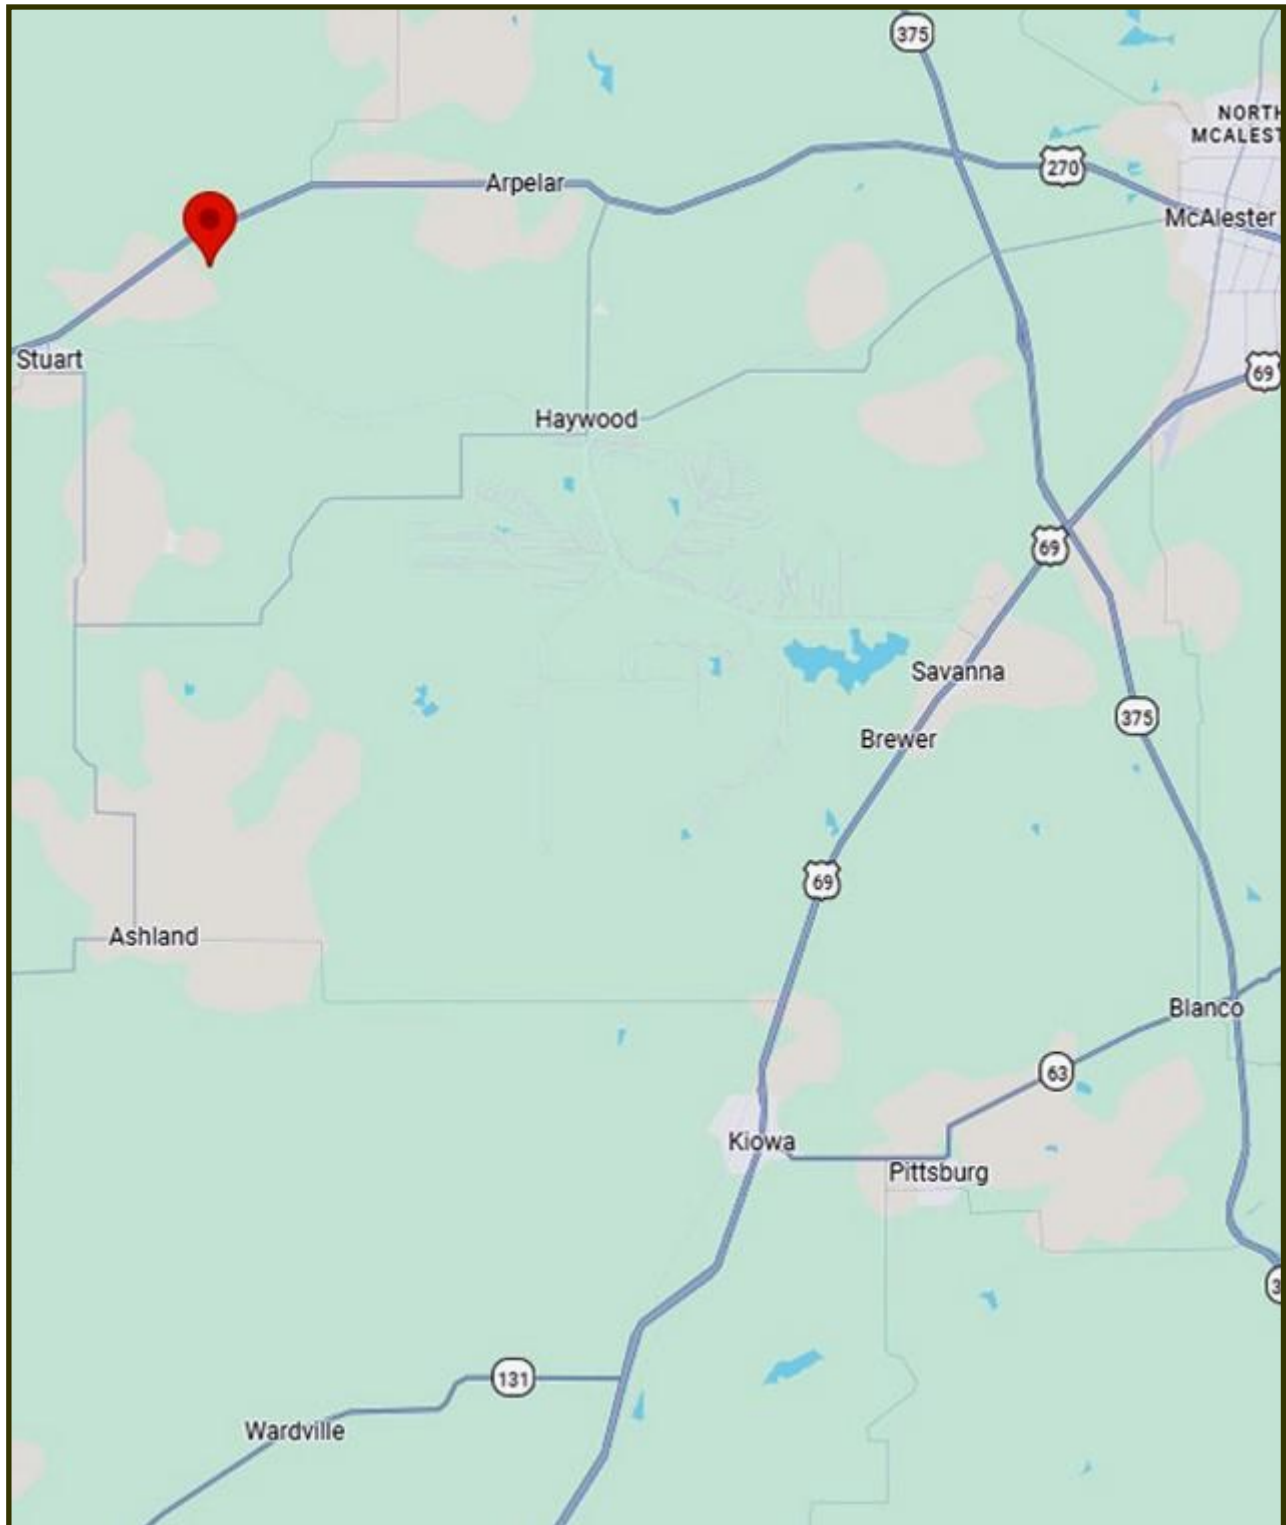 375
NORTH
MCALEST
Arpelar
270
McAlester
Stuart
69
Haywood
69
Savanna
375
Brewer
69
Ashland
Blanco
63
Kiowa
Pittsburg
3
131
Wardville